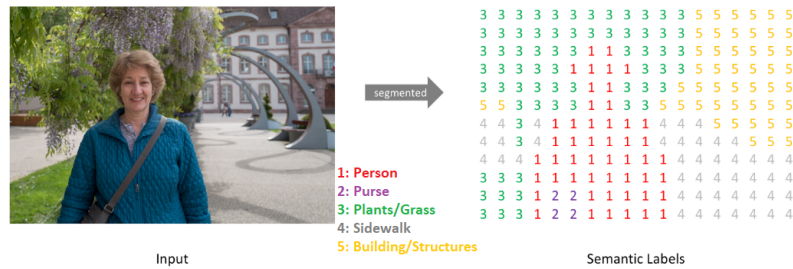 3 3 3 3 3 3 3 3 3 3 3 3 5 5 5 5 5 5
3 3 3 3 3 3 3 3 3 3 3 3 5 5 5 5 5 5
3 3 3 3 3 3 1 1 3 3 3 3 5 5 5 5 5 5
3 3 3 3 3 1 1 1 1 3 3 3 5 5 5 5 5 5
3 3 3 3 3 3 1 1 3 3 5 5 5 5 5 5 5 5
5 5 3 3 3 3 1 1 3 3 5 5 5 5 5 5 5 5
4 4 3 4 1 1 1 1 1 1 4 4 4 5 5 5 5 5
4 4 3 4 1 1 1 1 1 1 4 4 4 4 4 5 5 5
4 4 4 1 1 1 1 1 1 1 1 4 4 4 4 4 4 4
3 3 3 1 1 1 1 1 1 1 1 4 4 4 4 4 4 4
3 3 3 1 2 2 1 1 1 1 1 4 4 4 4 4 4 4
3 3 3 1 2 2 1 1 1 1 1 4 4 4 4 4 4 4
segmented
1: Person
2: Purse
3: Plants/Grass
4: Sidewalk
5: Building/Structures
Input
Semantic Labels